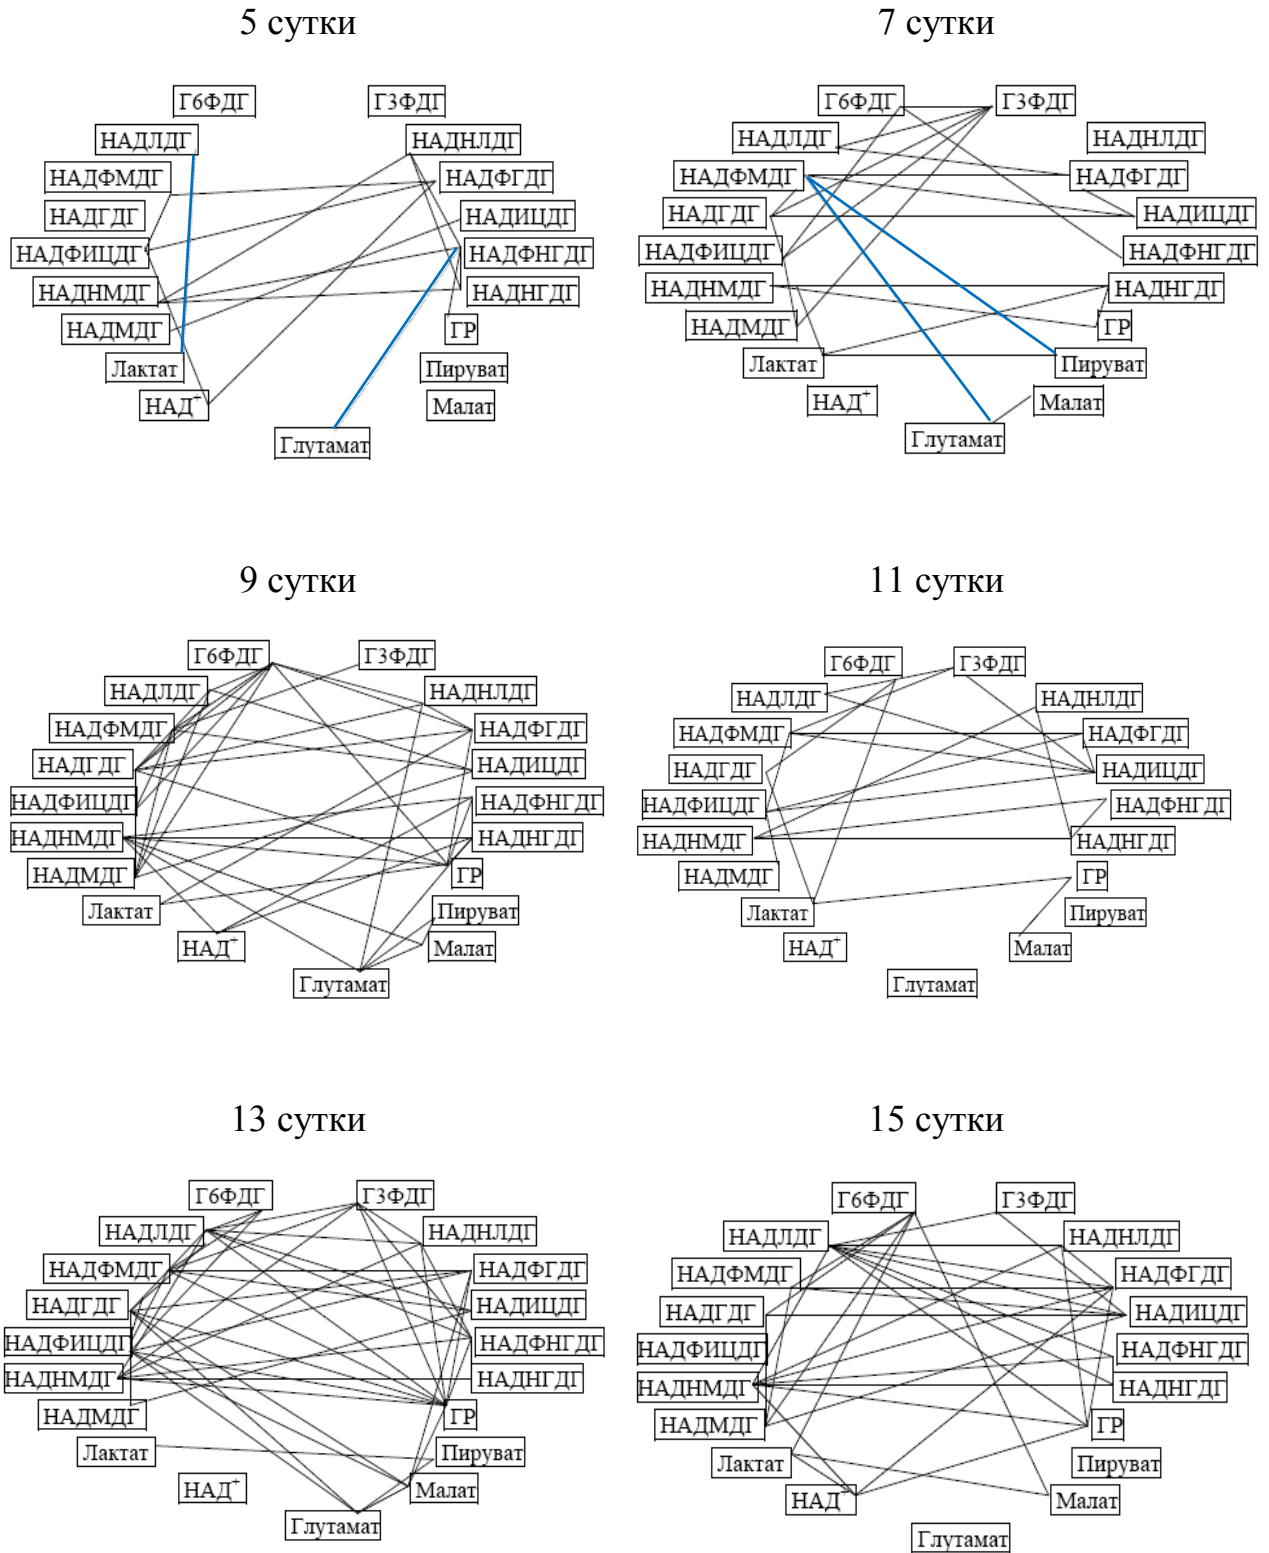 5 сутки
Г6ФДГ
Г3ФДГ
НАДЛДГ
НАДНЛДГ
НАДФМДГ
НАДФГДГ
НАДГДГ
НАДИЦДГ
НАДФИЦДГ
НАДФНГДГ
НАДНМДГ
НАДНГДГ
НАДМДГ
ГР
Лактат
Пируват
НАД⁺
Малат
Глутамат
7 сутки
Г6ФДГ
Г3ФДГ
НАДЛДГ
НАДНЛДГ
НАДФМДГ
НАДФГДГ
НАДГДГ
НАДИЦДГ
НАДФИЦДГ
НАДФНГДГ
НАДНМДГ
НАДНГДГ
НАДМДГ
ГР
Лактат
Пируват
НАД⁺
Малат
Глутамат
9 сутки
Г6ФДГ
Г3ФДГ
НАДЛДГ
НАДНЛДГ
НАДФМДГ
НАДФГДГ
НАДГДГ
НАДИЦДГ
НАДФИЦДГ
НАДФНГДГ
НАДНМДГ
НАДНГДГ
НАДМДГ
ГР
Лактат
Пируват
НАД⁺
Малат
Глутамат
11 сутки
Г6ФДГ
Г3ФДГ
НАДЛДГ
НАДНЛДГ
НАДФМДГ
НАДФГДГ
НАДГДГ
НАДИЦДГ
НАДФИЦДГ
НАДФНГДГ
НАДНМДГ
НАДНГДГ
НАДМДГ
ГР
Лактат
Пируват
НАД⁺
Малат
Глутамат
13 сутки
Г6ФДГ
Г3ФДГ
НАДЛДГ
НАДНЛДГ
НАДФМДГ
НАДФГДГ
НАДГДГ
НАДИЦДГ
НАДФИЦДГ
НАДФНГДГ
НАДНМДГ
НАДНГДГ
НАДМДГ
ГР
Лактат
Пируват
НАД⁺
Малат
Глутамат
15 сутки
Г6ФДГ
Г3ФДГ
НАДЛДГ
НАДНЛДГ
НАДФМДГ
НАДФГДГ
НАДГДГ
НАДИЦДГ
НАДФИЦДГ
НАДФНГДГ
НАДНМДГ
НАДНГДГ
НАДМДГ
ГР
Лактат
Пируват
НАД⁺
Малат
Глутамат